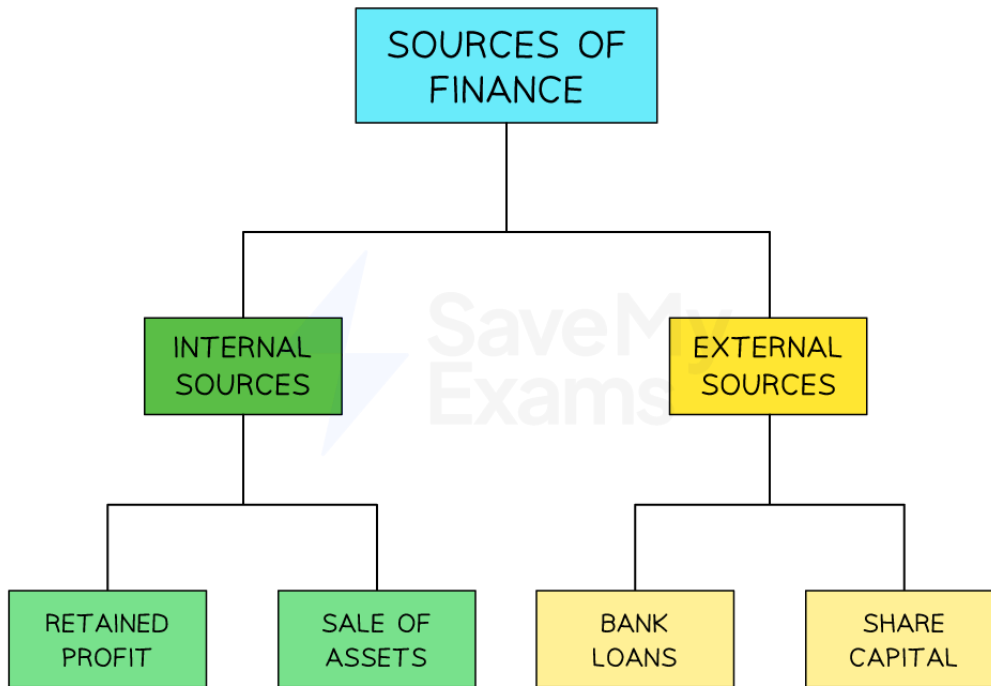 SOURCES OF
FINANCE
INTERNAL
SOURCES
EXTERNAL
SOURCES
SaveMy
Exams
RETAINED
PROFIT
SALE OF
ASSETS
BANK
LOANS
SHARE
CAPITAL